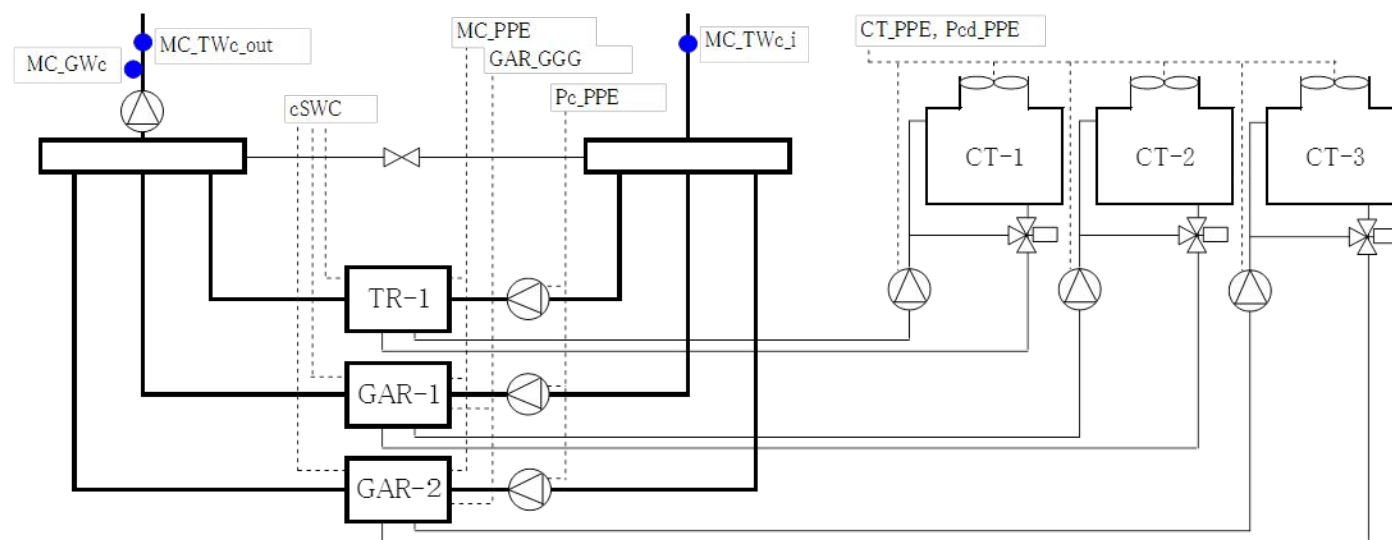 MC_TWc_out
MC_GWc
MC_PPE
GAR_GGG
MC_TWc_i
CT_PPE, Pcd_PPE
cSWC
Pc_PPE
CT-1
CT-2
CT-3
TR-1
GAR-1
GAR-2